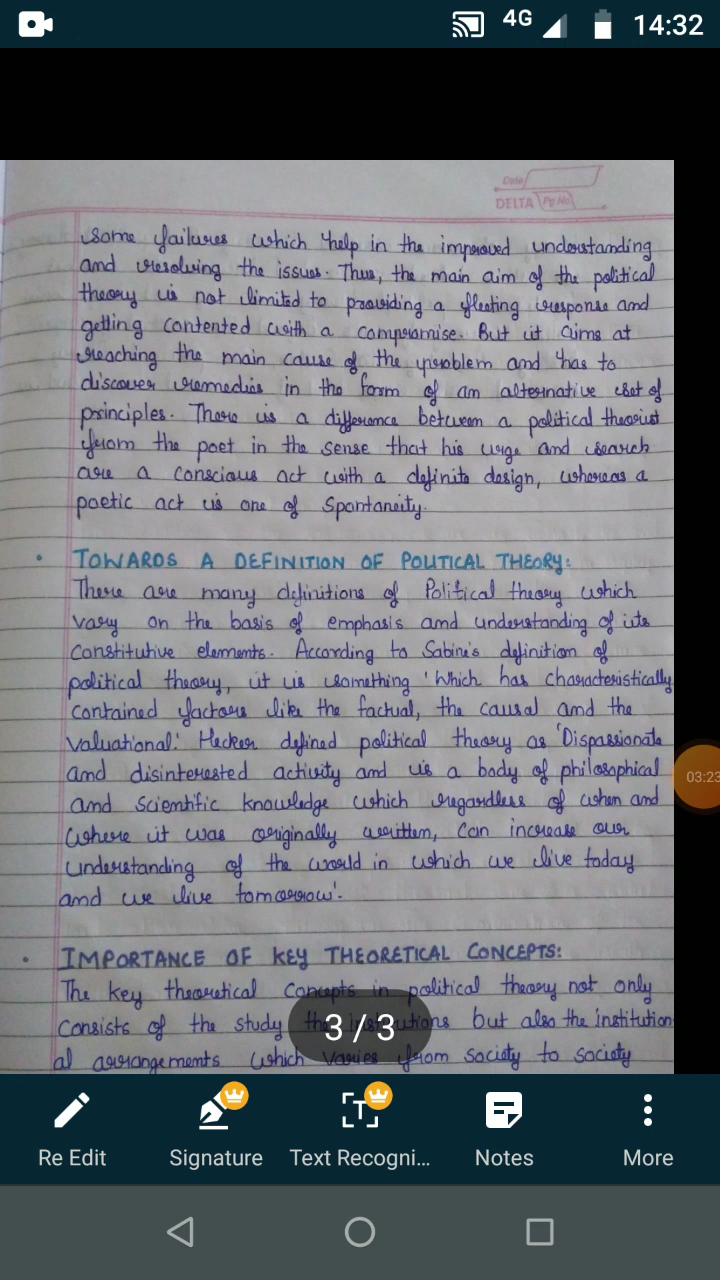 4G 14:32
Date
DELTA Pg No
some failures which help in the improved understanding
and resolving the issues. Thus, the main aim of the political
theory is not limited to providing a fleeting response and
getting contented with a compromise. But it aims at
reaching the main cause of the problem and has to
discover remedies in the form of an alternative set of
principles. There is a difference between a political theorist
from the poet in the sense that his urge and search
are a conscious act with a definite design, whereas a
poetic act is one of spontaneity.
• TOWARDS A DEFINITION OF POLITICAL THEORY:
There are many definitions of Political theory which
vary on the basis of emphasis and understanding of its
constitutive elements. According to Sabine's definition of
political theory, it is something 'which has characteristically
contained factors like the factual, the causal and the
valuational.' Hecker defined political theory as 'Dispassionate
and disinterested activity and is a body of philosophical
03:23
and scientific knowledge which regardless of when and
where it was originally written, can increase our
understanding of the world in which we live today
and we live tomorrow'.
• IMPORTANCE OF KEY THEORETICAL CONCEPTS:
The key theoretical concepts in political theory not only
consists of the study the institutions but also the institution
3/3
al arrangements which varies from society to society
Re Edit Signature Text Recogni... Notes More